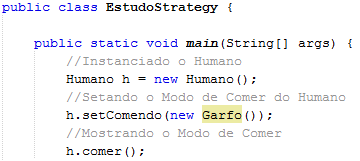 public class EstudoStrategy {
public static void main(String[] args) {
//Instanciado o Humano
Humano h = new Humano();
//Setando o Modo de Comer do Humano
h.setComendo(new Garfo());
//Mostrando o Modo de Comer
h.comer();